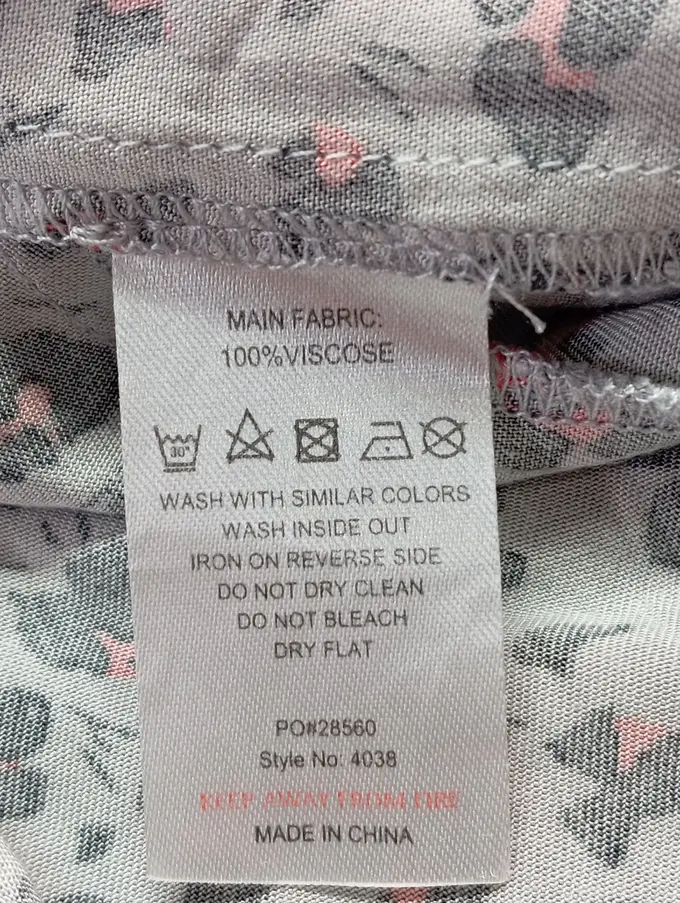 MAIN FABRIC:
100%VISCOSE
30°
WASH WITH SIMILAR COLORS
WASH INSIDE OUT
IRON ON REVERSE SIDE
DO NOT DRY CLEAN
DO NOT BLEACH
DRY FLAT
PO#28560
Style No: 4038
KEEP AWAY FROM FIRE
MADE IN CHINA